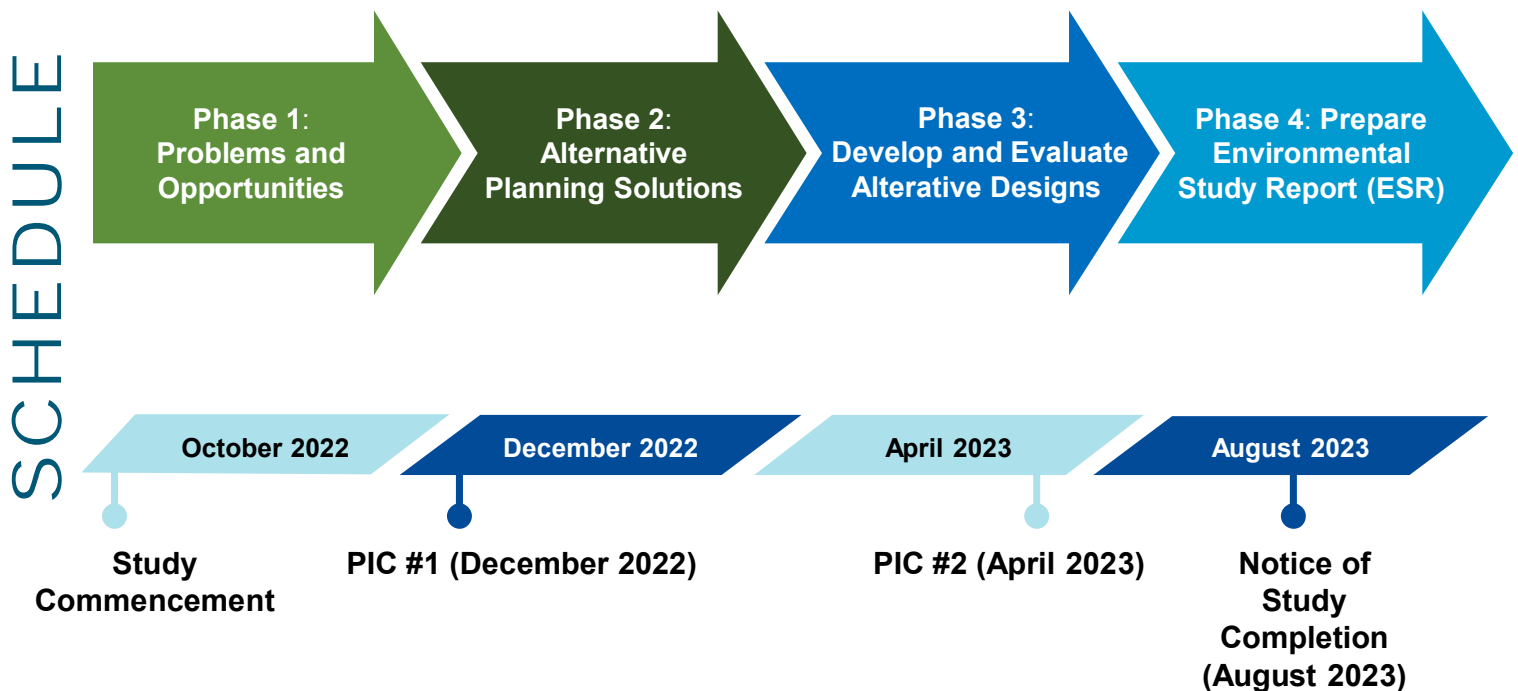 SCHEDULE
Phase 1:
Problems and
Opportunities
Phase 2:
Alternative
Planning Solutions
Phase 3:
Develop and Evaluate
Alterative Designs
Phase 4: Prepare
Environmental
Study Report (ESR)
October 2022
December 2022
April 2023
August 2023
Study
Commencement
PIC #1 (December 2022)
PIC #2 (April 2023)
Notice of
Study
Completion
(August 2023)